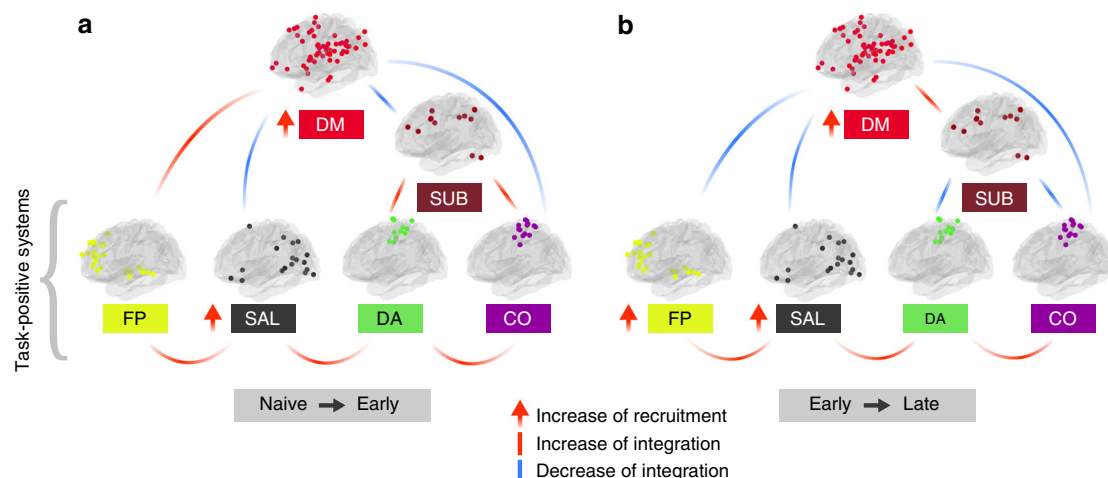 a
b
DM
DM
SUB
SUB
Task-positive systems
FP
SAL
DA
CO
FP
SAL
DA
CO
Naive → Early
Early → Late
Increase of recruitment
Increase of integration
Decrease of integration